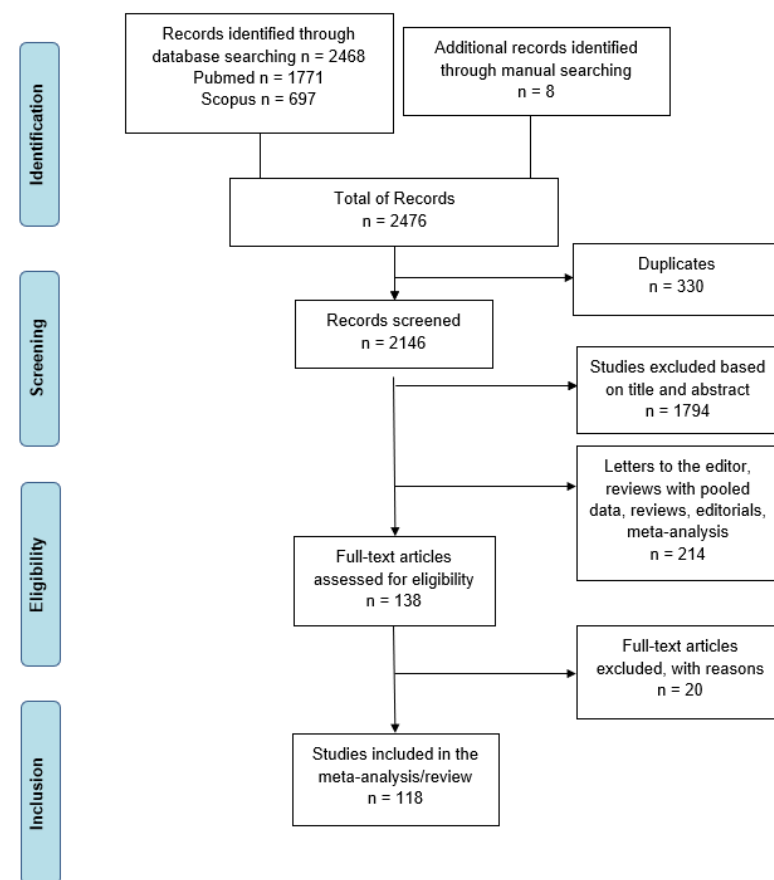 Identification
Records identified through
database searching n = 2468
Pubmed n = 1771
Scopus n = 697
Additional records identified
through manual searching
n = 8
Total of Records
n = 2476
Duplicates
n = 330
Screening
Records screened
n = 2146
Studies excluded based
on title and abstract
n = 1794
Letters to the editor,
reviews with pooled
data, reviews, editorials,
meta-analysis
n = 214
Eligibility
Full-text articles
assessed for eligibility
n = 138
Full-text articles
excluded, with reasons
n = 20
Inclusion
Studies included in the
meta-analysis/review
n = 118